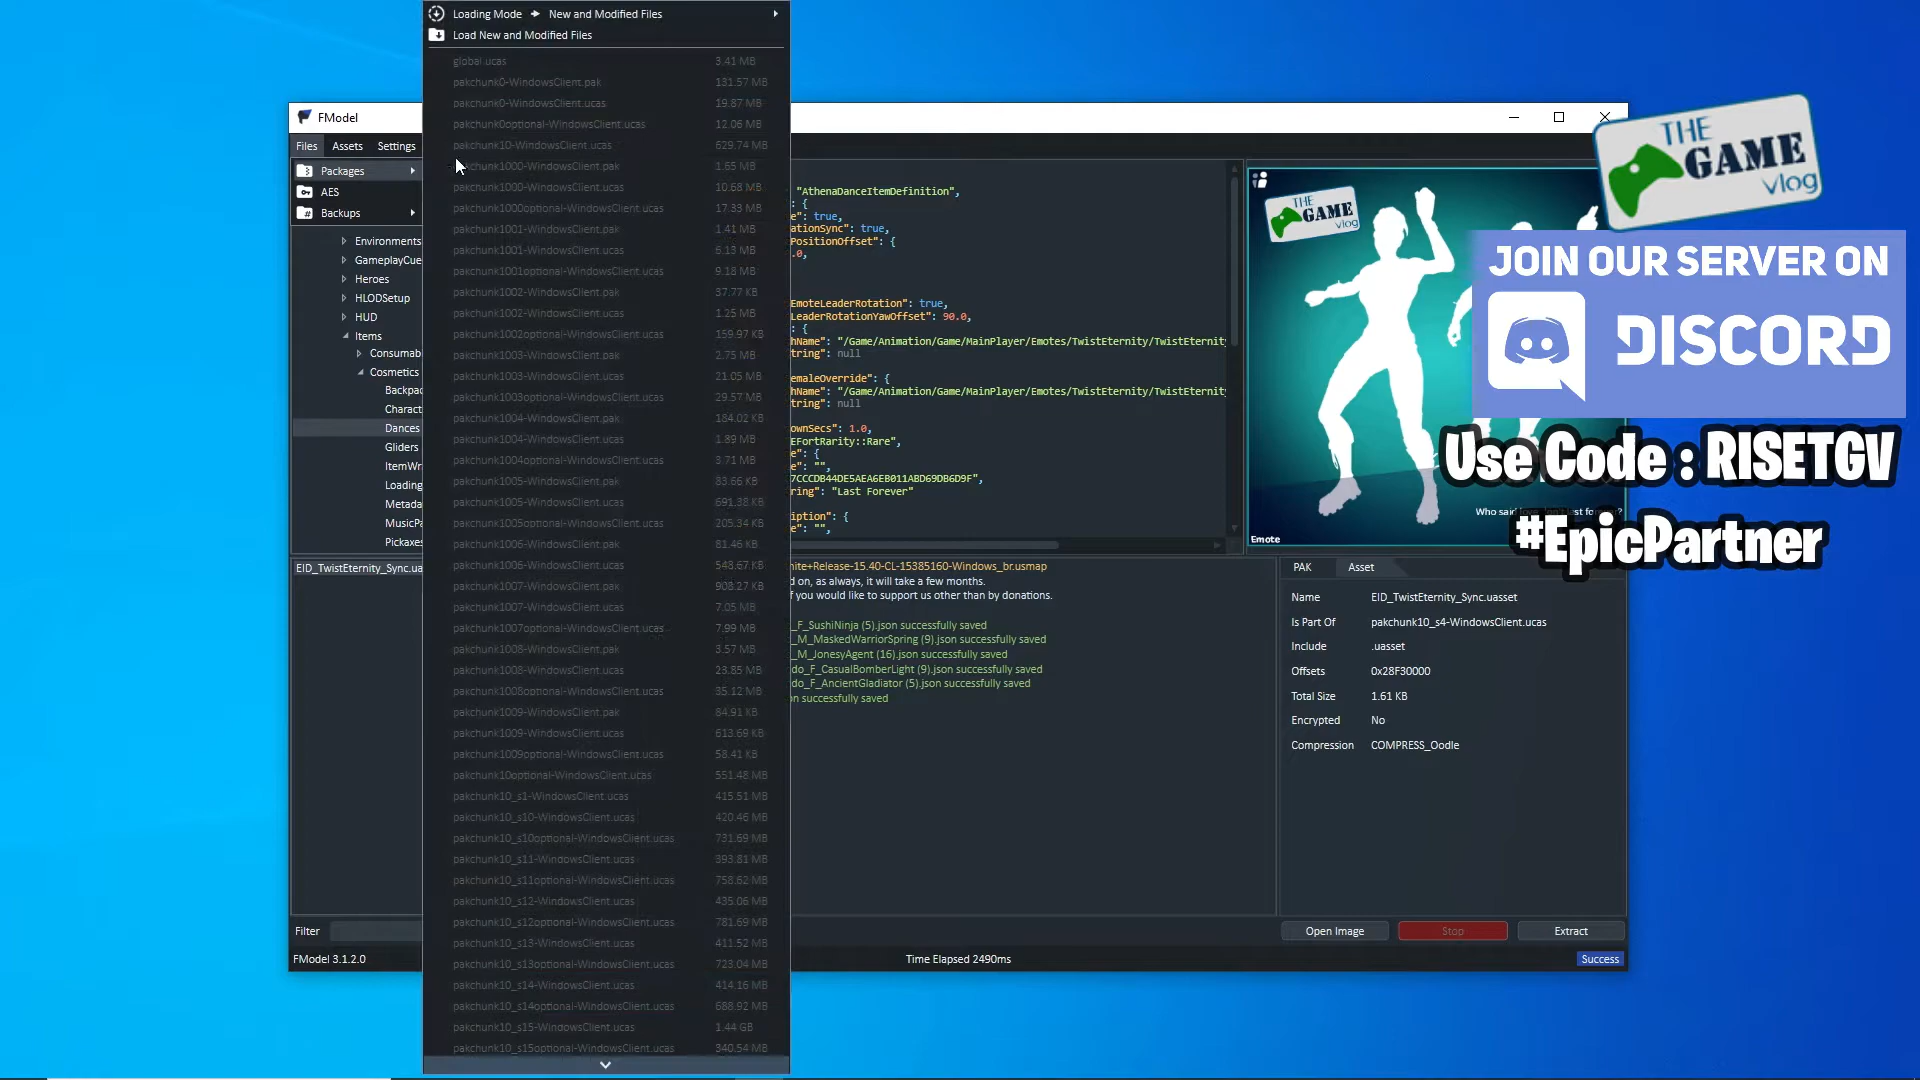 Loading Mode → New and Modified Files
Load New and Modified Files
global.ucas 3.41 MB
pakchunk0-WindowsClient.pak 131.57 MB
pakchunk0-WindowsClient.ucas 19.87 MB
pakchunk0optional-WindowsClient.ucas 12.06 MB
pakchunk10-WindowsClient.ucas 629.74 MB
pakchunk1000-WindowsClient.pak 1.65 MB
pakchunk1000-WindowsClient.ucas 10.68 MB
pakchunk1000optional-WindowsClient.ucas 17.33 MB
pakchunk1001-WindowsClient.pak 1.41 MB
pakchunk1001-WindowsClient.ucas 6.13 MB
pakchunk1001optional-WindowsClient.ucas 9.18 MB
pakchunk1002-WindowsClient.pak 37.77 KB
pakchunk1002-WindowsClient.ucas 1.25 MB
pakchunk1002optional-WindowsClient.ucas 159.97 KB
pakchunk1003-WindowsClient.pak 2.75 MB
pakchunk1003-WindowsClient.ucas 21.05 MB
pakchunk1003optional-WindowsClient.ucas 29.57 MB
pakchunk1004-WindowsClient.pak 184.02 KB
pakchunk1004-WindowsClient.ucas 1.89 MB
pakchunk1004optional-WindowsClient.ucas 3.71 MB
pakchunk1005-WindowsClient.pak 83.66 KB
pakchunk1005-WindowsClient.ucas 691.38 KB
pakchunk1005optional-WindowsClient.ucas 205.34 KB
pakchunk1006-WindowsClient.pak 81.46 KB
pakchunk1006-WindowsClient.ucas 548.67 KB
pakchunk1007-WindowsClient.pak 908.27 KB
pakchunk1007-WindowsClient.ucas 7.05 MB
pakchunk1007optional-WindowsClient.ucas 7.99 MB
pakchunk1008-WindowsClient.pak 3.57 MB
pakchunk1008-WindowsClient.ucas 23.85 MB
pakchunk1008optional-WindowsClient.ucas 35.12 MB
pakchunk1009-WindowsClient.pak 84.91 KB
pakchunk1009-WindowsClient.ucas 613.69 KB
pakchunk1009optional-WindowsClient.ucas 58.41 KB
pakchunk10optional-WindowsClient.ucas 551.48 MB
pakchunk10_s1-WindowsClient.ucas 415.51 MB
pakchunk10_s10-WindowsClient.ucas 420.46 MB
pakchunk10_s10optional-WindowsClient.ucas 731.69 MB
pakchunk10_s11-WindowsClient.ucas 393.81 MB
pakchunk10_s11optional-WindowsClient.ucas 758.62 MB
pakchunk10_s12-WindowsClient.ucas 435.06 MB
pakchunk10_s12optional-WindowsClient.ucas 781.69 MB
pakchunk10_s13-WindowsClient.ucas 411.52 MB
pakchunk10_s13optional-WindowsClient.ucas 723.04 MB
pakchunk10_s14-WindowsClient.ucas 414.16 MB
pakchunk10_s14optional-WindowsClient.ucas 688.92 MB
pakchunk10_s15-WindowsClient.ucas 1.44 GB
pakchunk10_s15optional-WindowsClient.ucas 340.54 MB
FModel
Files Assets Settings
Packages
AES
Backups
Environments
GameplayCue
Heroes
HLODSetup
HUD
Items
Consumab
Cosmetics
Backpac
Charact
Dances
Gliders
ItemWr
Loading
Metada
MusicPa
Pickaxes
EID_TwistEternity_Sync.ua
Filter
FModel 3.1.2.0
"AthenaDanceItemDefinition",
: {
e": true,
ationSync": true,
PositionOffset": {
.0,
EmoteLeaderRotation": true,
LeaderRotationYawOffset": 90.0,
: {
hName": "/Game/Animation/Game/MainPlayer/Emotes/TwistEternity/TwistEternity
tring": null
emaleOverride": {
hName": "/Game/Animation/Game/MainPlayer/Emotes/TwistEternity/TwistEternity
tring": null
ownSecs": 1.0,
EFortRarity::Rare",
e": {
e": "",
7CCCDB44DE5AEA6EB011ABD69DB6D9F",
ring": "Last Forever"
iption": {
e": "",
nite+Release-15.40-CL-15385160-Windows_br.usmap
d on, as always, it will take a few months.
f you would like to support us other than by donations.
_F_SushiNinja (5).json successfully saved
_M_MaskedWarriorSpring (9).json successfully saved
_M_JonesyAgent (16).json successfully saved
do_F_CasualBomberLight (9).json successfully saved
do_F_AncientGladiator (5).json successfully saved
n successfully saved
Time Elapsed 2490ms
THE GAME vlog
Emote
PAK Asset
Name EID_TwistEternity_Sync.uasset
Is Part Of pakchunk10_s4-WindowsClient.ucas
Include .uasset
Offsets 0x28F30000
Total Size 1.61 KB
Encrypted No
Compression COMPRESS_Oodle
Open Image Stop Extract
Success
THE GAME vlog
JOIN OUR SERVER ON
DISCORD
Use Code : RISETGV
#EpicPartner